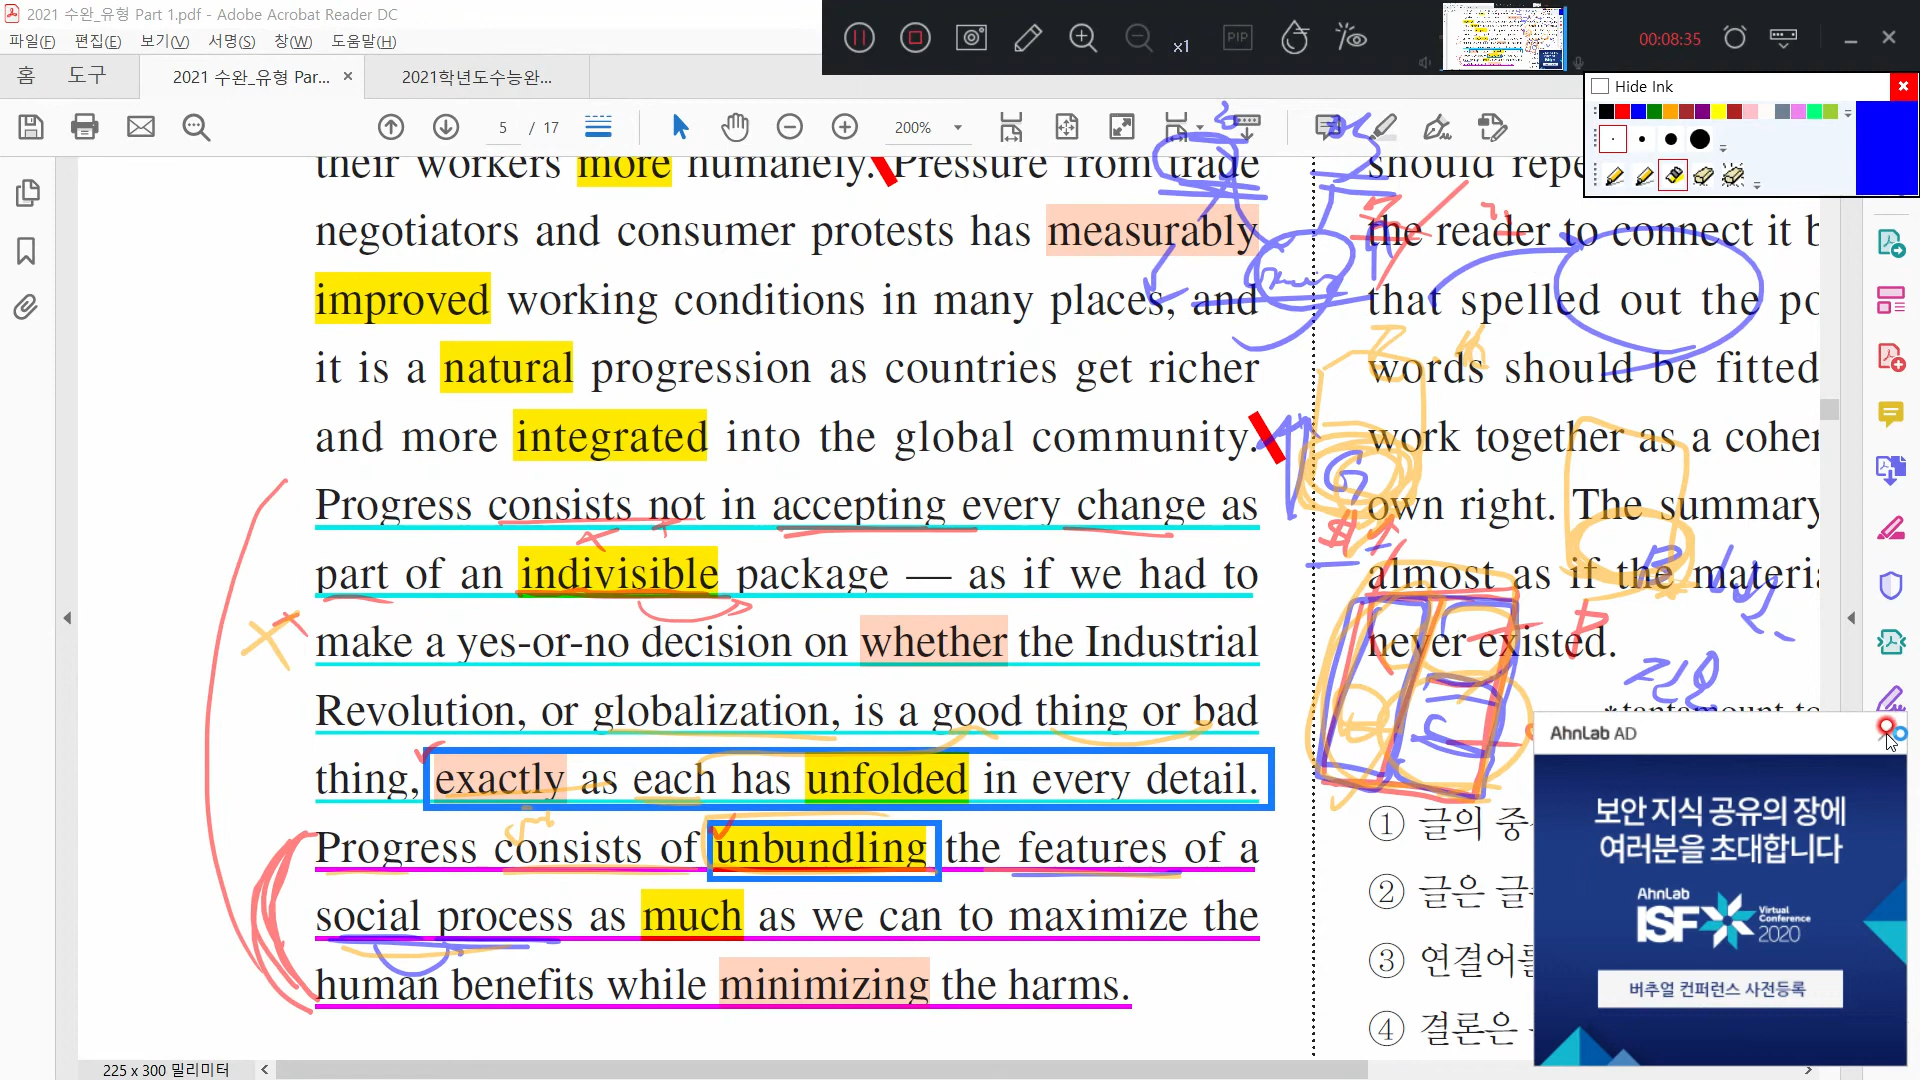 2021 수완_유형 Part 1.pdf - Adobe Acrobat Reader DC
파일(F) 편집(E) 보기(V) 서명(S) 창(W) 도움말(H)
x1
PIP
00:08:35
홈 도구 2021 수완_유형 Par... × 2021학년도수능완...
Hide Ink
5 / 17
200%
their workers more humanely. Pressure from trade
negotiators and consumer protests has measurably
improved working conditions in many places, and
it is a natural progression as countries get richer
and more integrated into the global community.
Progress consists not in accepting every change as
part of an indivisible package — as if we had to
make a yes-or-no decision on whether the Industrial
Revolution, or globalization, is a good thing or bad
thing, exactly as each has unfolded in every detail.
Progress consists of unbundling the features of a
social process as much as we can to maximize the
human benefits while minimizing the harms.
should repe
the reader to connect it b
that spelled out the po
words should be fitted
work together as a coher
own right. The summary
almost as if the materia
never existed.
*tantamount to
① 글의 중
② 글은 글
③ 연결어를
④ 결론은
AhnLab AD
보안 지식 공유의 장에
여러분을 초대합니다
AhnLab
ISF Virtual Conference 2020
버추얼 컨퍼런스 사전등록
225 x 300 밀리미터